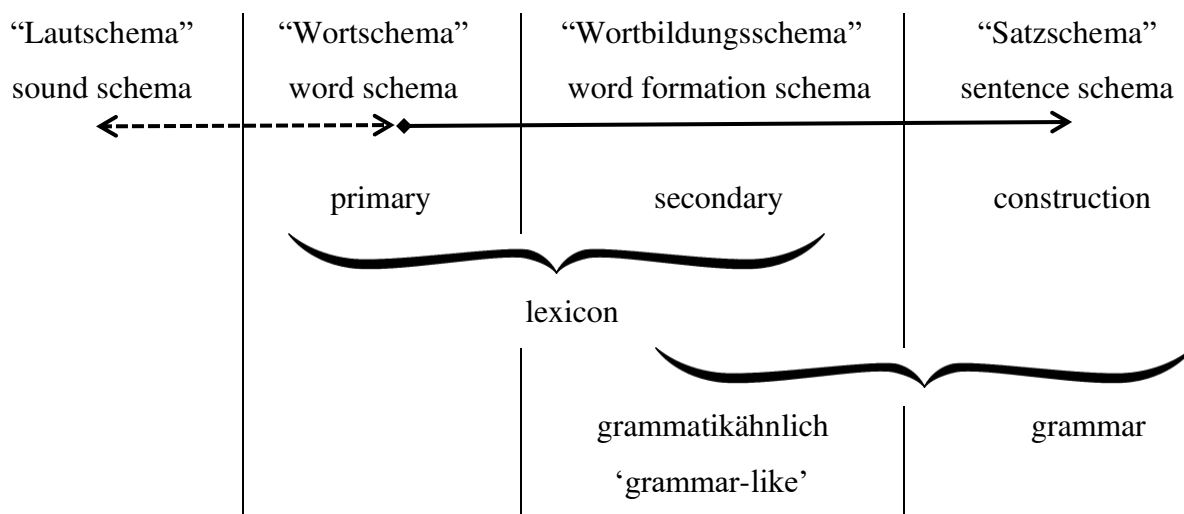 “Lautschema” “Wortschema” “Wortbildungsschema” “Satzschema”
sound schema word schema word formation schema sentence schema
primary secondary construction
lexicon
grammatikähnlich grammar
‘grammar-like’